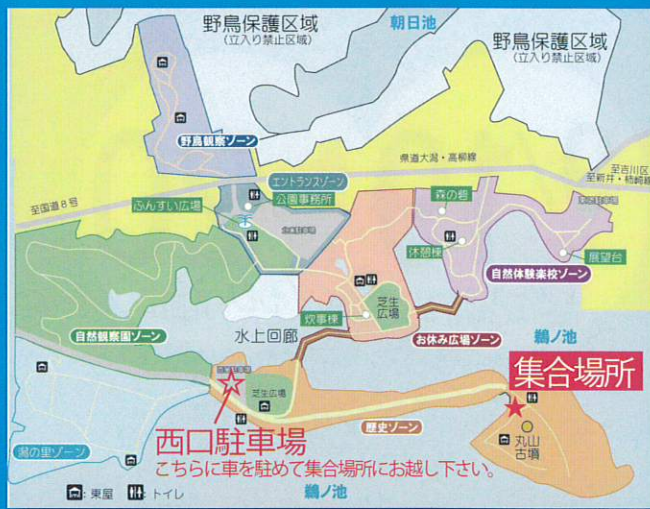 野鳥保護区域
(立入り禁止区域)
朝日池
野鳥保護区域
(立入り禁止区域)
野鳥観察ゾーン
県道大潟・高柳線
至吉川区
至新井・柿崎線
至国道8号
エントランスゾーン
公園事務所
ふんすい広場
森の砦
休憩棟
展望台
自然体験楽校ゾーン
芝生
広場
炊事棟
お休み広場ゾーン
自然観察園ゾーン
水上回廊
鵜ノ池
集合場所
芝生広場
西口駐車場
こちらに車を駐めて集合場所にお越し下さい。
歴史ゾーン
丸山
古墳
潟の里ゾーン
:東屋
:トイレ
鵜ノ池